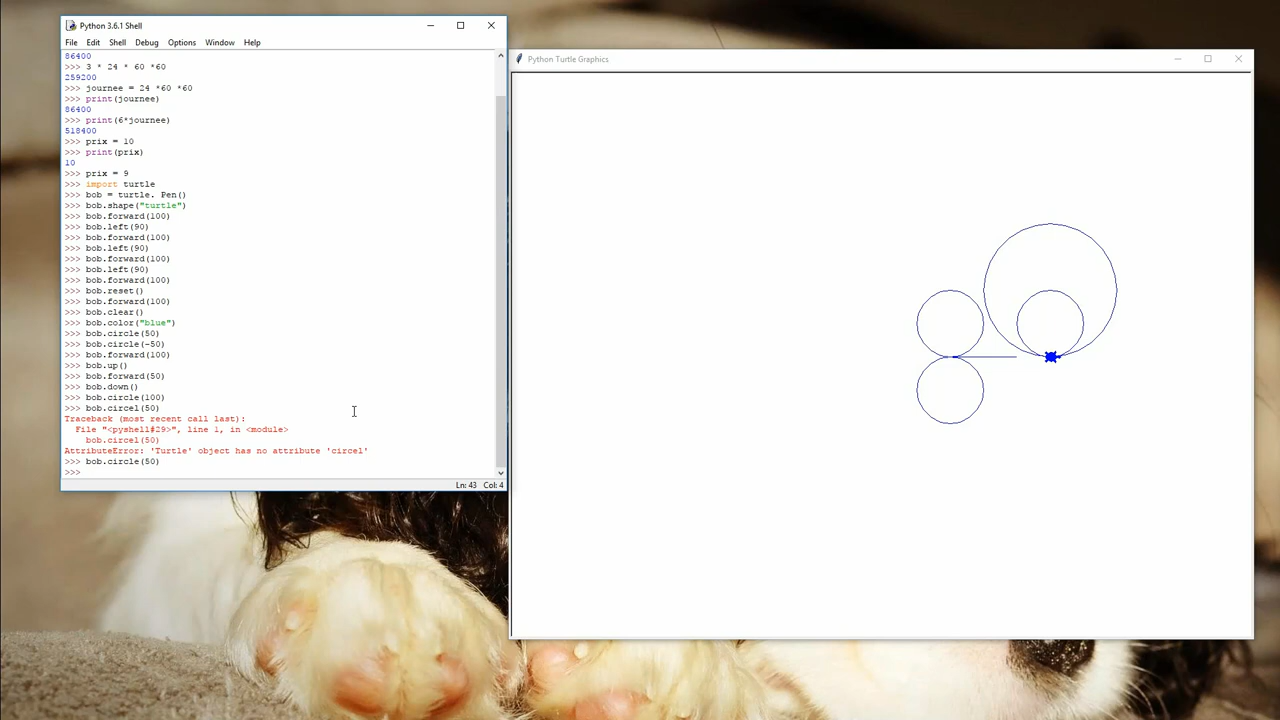 Python 3.6.1 Shell
File Edit Shell Debug Options Window Help
86400
>>> 3 * 24 * 60 *60
259200
>>> journee = 24 *60 *60
>>> print(journee)
86400
>>> print(6*journee)
518400
>>> prix = 10
>>> print(prix)
10
>>> prix = 9
>>> import turtle
>>> bob = turtle. Pen()
>>> bob.shape("turtle")
>>> bob.forward(100)
>>> bob.left(90)
>>> bob.forward(100)
>>> bob.left(90)
>>> bob.forward(100)
>>> bob.left(90)
>>> bob.forward(100)
>>> bob.reset()
>>> bob.forward(100)
>>> bob.clear()
>>> bob.color("blue")
>>> bob.circle(50)
>>> bob.circle(-50)
>>> bob.forward(100)
>>> bob.up()
>>> bob.forward(50)
>>> bob.down()
>>> bob.circle(100)
>>> bob.circel(50)
Traceback (most recent call last):
  File "<pyshell#29>", line 1, in <module>
    bob.circel(50)
AttributeError: 'Turtle' object has no attribute 'circel'
>>> bob.circle(50)
>>>
Ln: 43 Col: 4
Python Turtle Graphics